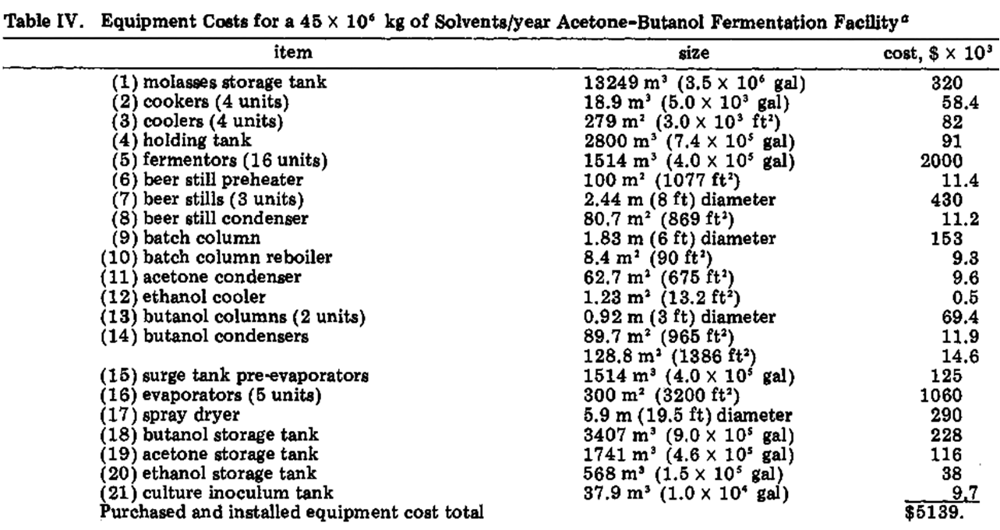 Table IV. Equipment Costs for a 45 × 10⁶ kg of Solvents/year Acetone-Butanol Fermentation Facilityᵃ
item size cost, $ × 10³
(1) molasses storage tank 13249 m³ (3.5 × 10⁶ gal) 320
(2) cookers (4 units) 18.9 m³ (5.0 × 10³ gal) 58.4
(3) coolers (4 units) 279 m² (3.0 × 10³ ft²) 82
(4) holding tank 2800 m³ (7.4 × 10⁵ gal) 91
(5) fermentors (16 units) 1514 m³ (4.0 × 10⁵ gal) 2000
(6) beer still preheater 100 m² (1077 ft²) 11.4
(7) beer stills (3 units) 2.44 m (8 ft) diameter 430
(8) beer still condenser 80.7 m² (869 ft²) 11.2
(9) batch column 1.83 m (6 ft) diameter 153
(10) batch column reboiler 8.4 m² (90 ft²) 9.3
(11) acetone condenser 62.7 m² (675 ft²) 9.6
(12) ethanol cooler 1.23 m² (13.2 ft²) 0.5
(13) butanol columns (2 units) 0.92 m (3 ft) diameter 69.4
(14) butanol condensers 89.7 m² (965 ft²) 11.9
128.8 m² (1386 ft²) 14.6
(15) surge tank pre-evaporators 1514 m³ (4.0 × 10⁵ gal) 125
(16) evaporators (5 units) 300 m² (3200 ft²) 1060
(17) spray dryer 5.9 m (19.5 ft) diameter 290
(18) butanol storage tank 3407 m³ (9.0 × 10⁵ gal) 228
(19) acetone storage tank 1741 m³ (4.6 × 10⁵ gal) 116
(20) ethanol storage tank 568 m³ (1.5 × 10⁵ gal) 38
(21) culture inoculum tank 37.9 m³ (1.0 × 10⁴ gal) 9.7
Purchased and installed equipment cost total $5139.